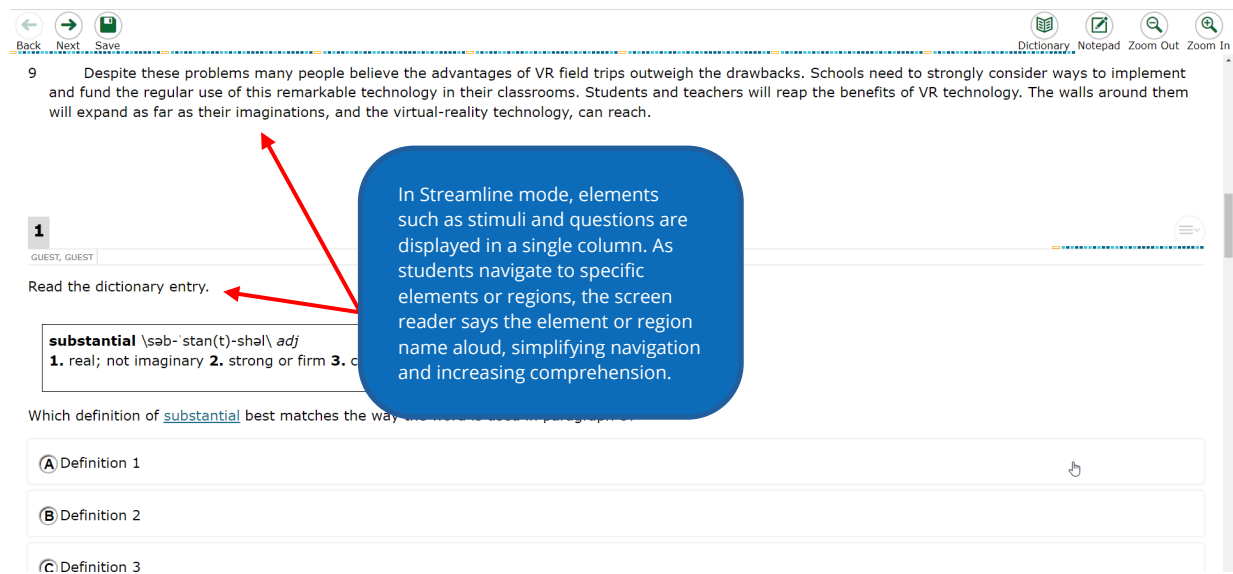 Back Next Save Dictionary Notepad Zoom Out Zoom In
9 Despite these problems many people believe the advantages of VR field trips outweigh the drawbacks. Schools need to strongly consider ways to implement
and fund the regular use of this remarkable technology in their classrooms. Students and teachers will reap the benefits of VR technology. The walls around them
will expand as far as their imaginations, and the virtual-reality technology, can reach.
In Streamline mode, elements
such as stimuli and questions are
displayed in a single column. As
students navigate to specific
elements or regions, the screen
reader says the element or region
name aloud, simplifying navigation
and increasing comprehension.
1
GUEST, GUEST
Read the dictionary entry.
substantial \səb-ˈstan(t)-shəl\ adj
1. real; not imaginary 2. strong or firm 3.
Which definition of substantial best matches the way
A Definition 1
B Definition 2
C Definition 3